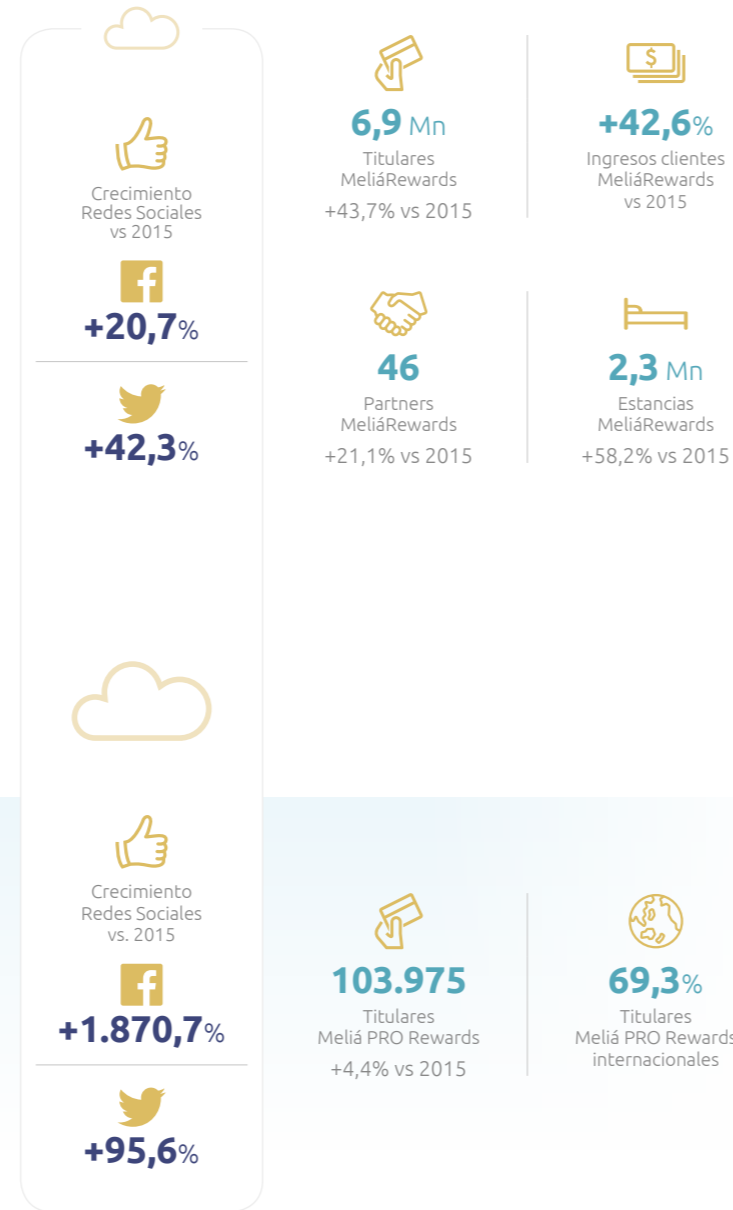 Crecimiento
Redes Sociales
vs 2015
+20,7%
+42,3%
6,9 Mn
Titulares
MeliáRewards
+43,7% vs 2015
+42,6%
Ingresos clientes
MeliáRewards
vs 2015
46
Partners
MeliáRewards
+21,1% vs 2015
2,3 Mn
Estancias
MeliáRewards
+58,2% vs 2015
Crecimiento
Redes Sociales
vs. 2015
+1.870,7%
+95,6%
103.975
Titulares
Meliá PRO Rewards
+4,4% vs 2015
69,3%
Titulares
Meliá PRO Rewards
internacionales